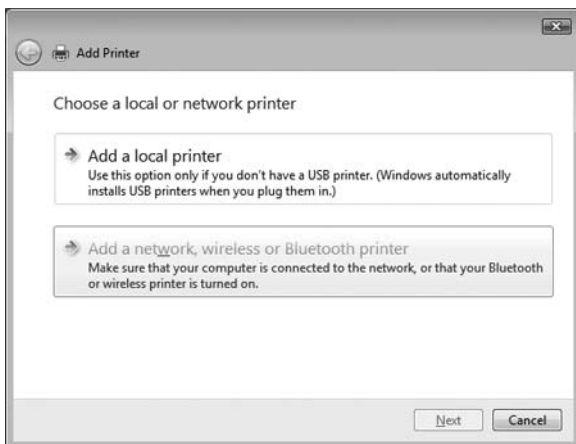 Add Printer
Choose a local or network printer
Add a local printer
Use this option only if you don't have a USB printer. (Windows automatically
installs USB printers when you plug them in.)
Add a network, wireless or Bluetooth printer
Make sure that your computer is connected to the network, or that your Bluetooth
or wireless printer is turned on.
Next Cancel